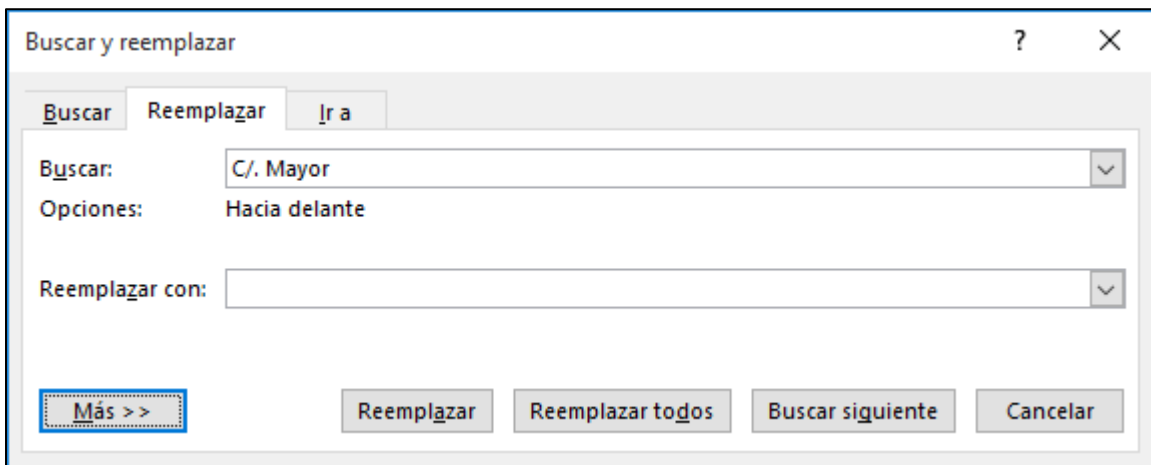 Buscar y reemplazar ?
Buscar Reemplazar Ir a
Buscar: C/. Mayor
Opciones: Hacia delante
Reemplazar con:
Más >> Reemplazar Reemplazar todos Buscar siguiente Cancelar